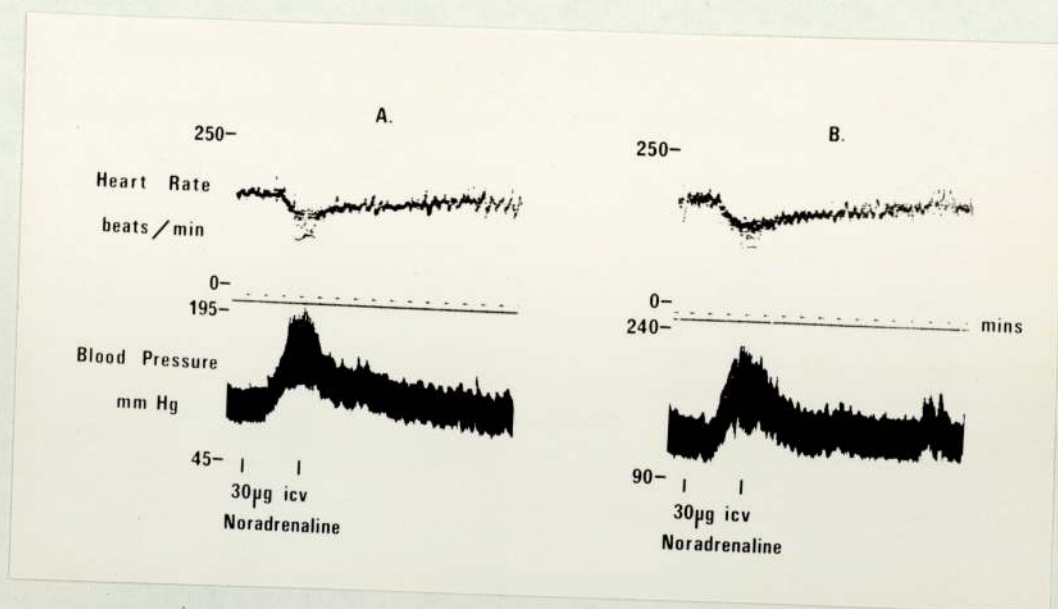 A.
B.
250-
250-
Heart Rate
beats/min
0-
0-
195-
240-
mins
Blood Pressure
mm Hg
45-
90-
30µg icv
Noradrenaline
30µg icv
Noradrenaline